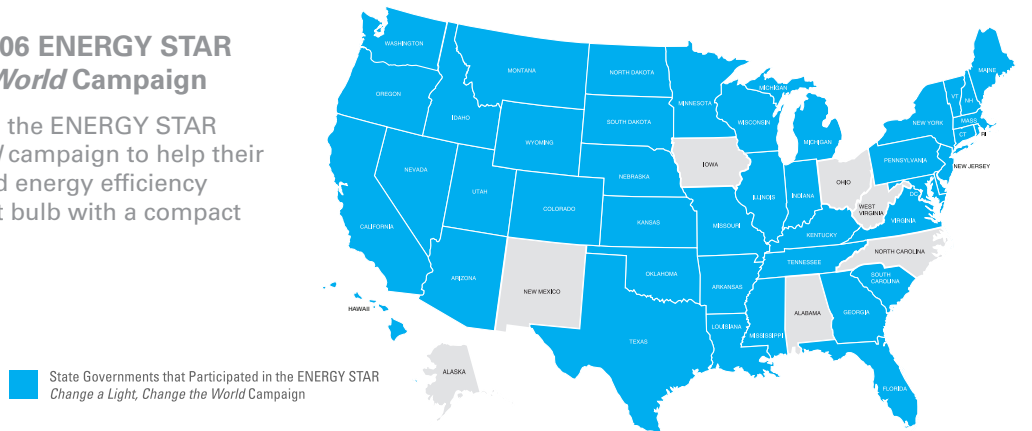 06 ENERGY STAR
World Campaign
the ENERGY STAR
campaign to help their
d energy efficiency
t bulb with a compact
WASHINGTON
OREGON
CALIFORNIA
NEVADA
IDAHO
MONTANA
WYOMING
UTAH
COLORADO
ARIZONA
NEW MEXICO
NORTH DAKOTA
SOUTH DAKOTA
NEBRASKA
KANSAS
OKLAHOMA
TEXAS
MINNESOTA
IOWA
MISSOURI
ARKANSAS
LOUISIANA
WISCONSIN
ILLINOIS
MICHIGAN
MICHIGAN
INDIANA
OHIO
KENTUCKY
TENNESSEE
MISSISSIPPI
ALABAMA
GEORGIA
FLORIDA
SOUTH
CAROLINA
NORTH CAROLINA
VIRGINIA
WEST
VIRGINIA
DC
PENNSYLVANIA
NEW JERSEY
NEW YORK
CT
RI
MASS
VT
NH
MAINE
HAWAII
ALASKA
State Governments that Participated in the ENERGY STAR
Change a Light, Change the World Campaign